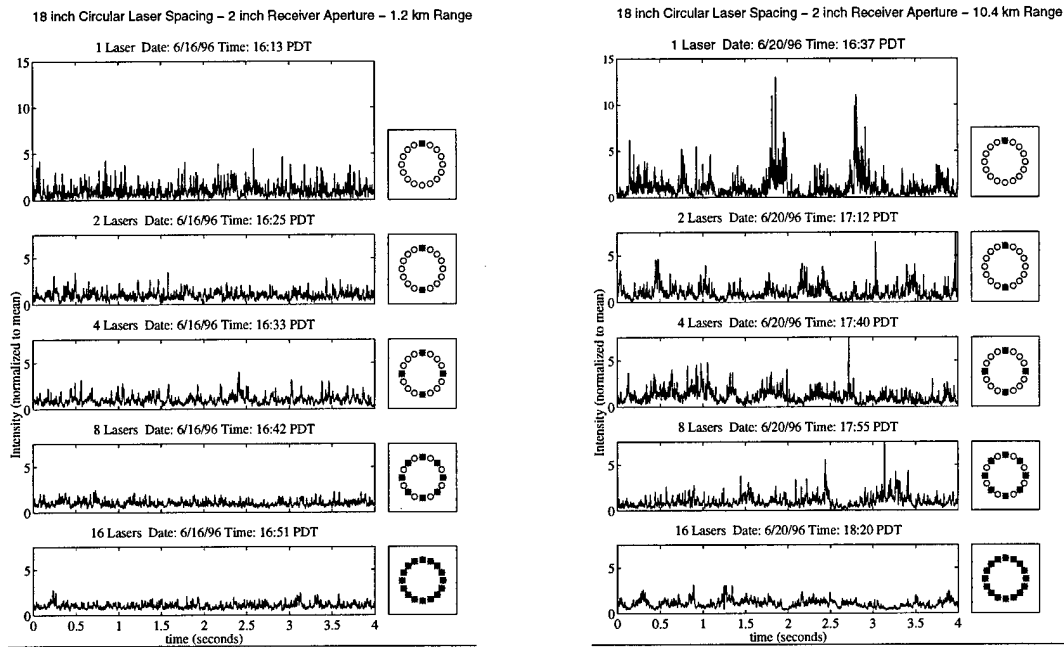 18 inch Circular Laser Spacing – 2 inch Receiver Aperture – 1.2 km Range
1 Laser Date: 6/16/96 Time: 16:13 PDT
15
10
5
0
2 Lasers Date: 6/16/96 Time: 16:25 PDT
5
0
4 Lasers Date: 6/16/96 Time: 16:33 PDT
5
0
8 Lasers Date: 6/16/96 Time: 16:42 PDT
5
0
16 Lasers Date: 6/16/96 Time: 16:51 PDT
5
0
0 0.5 1 1.5 2 2.5 3 3.5 4
time (seconds)
Intensity (normalized to mean)
18 inch Circular Laser Spacing – 2 inch Receiver Aperture – 10.4 km Range
1 Laser Date: 6/20/96 Time: 16:37 PDT
15
10
5
0
2 Lasers Date: 6/20/96 Time: 17:12 PDT
5
0
4 Lasers Date: 6/20/96 Time: 17:40 PDT
5
0
8 Lasers Date: 6/20/96 Time: 17:55 PDT
5
0
16 Lasers Date: 6/20/96 Time: 18:20 PDT
5
0
0 0.5 1 1.5 2 2.5 3 3.5 4
time (seconds)
Intensity (normalized to mean)